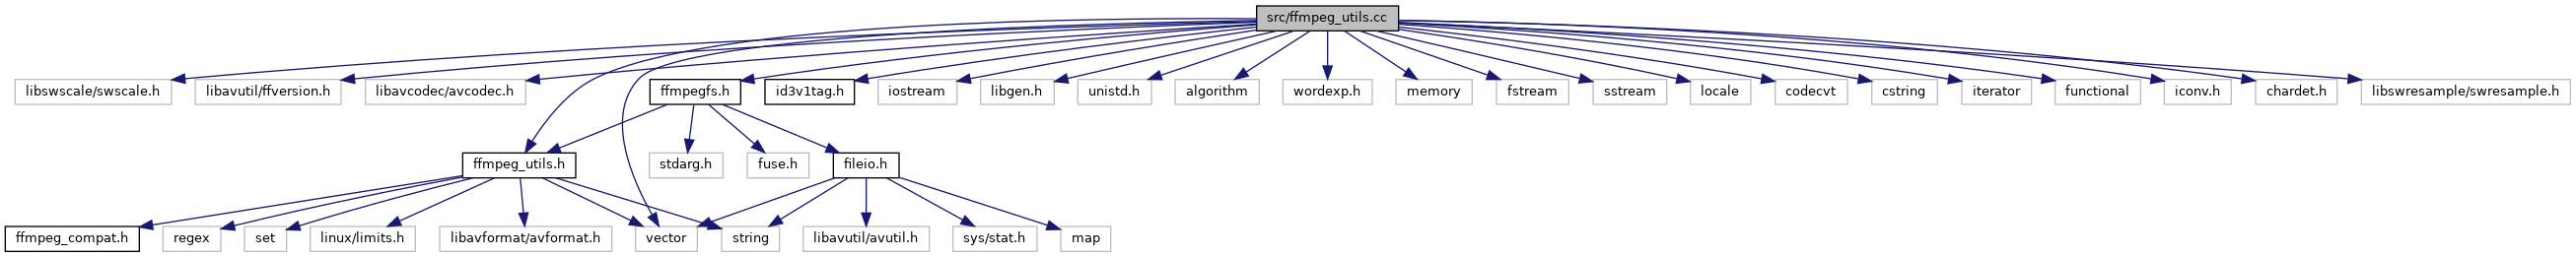 src/ffmpeg_utils.cc
libswscale/swscale.h
libavutil/ffversion.h
libavcodec/avcodec.h
ffmpegfs.h
id3v1tag.h
iostream
libgen.h
unistd.h
algorithm
wordexp.h
memory
fstream
sstream
locale
codecvt
cstring
iterator
functional
iconv.h
chardet.h
libswresample/swresample.h
ffmpeg_utils.h
stdarg.h
fuse.h
fileio.h
ffmpeg_compat.h
regex
set
linux/limits.h
libavformat/avformat.h
vector
string
libavutil/avutil.h
sys/stat.h
map